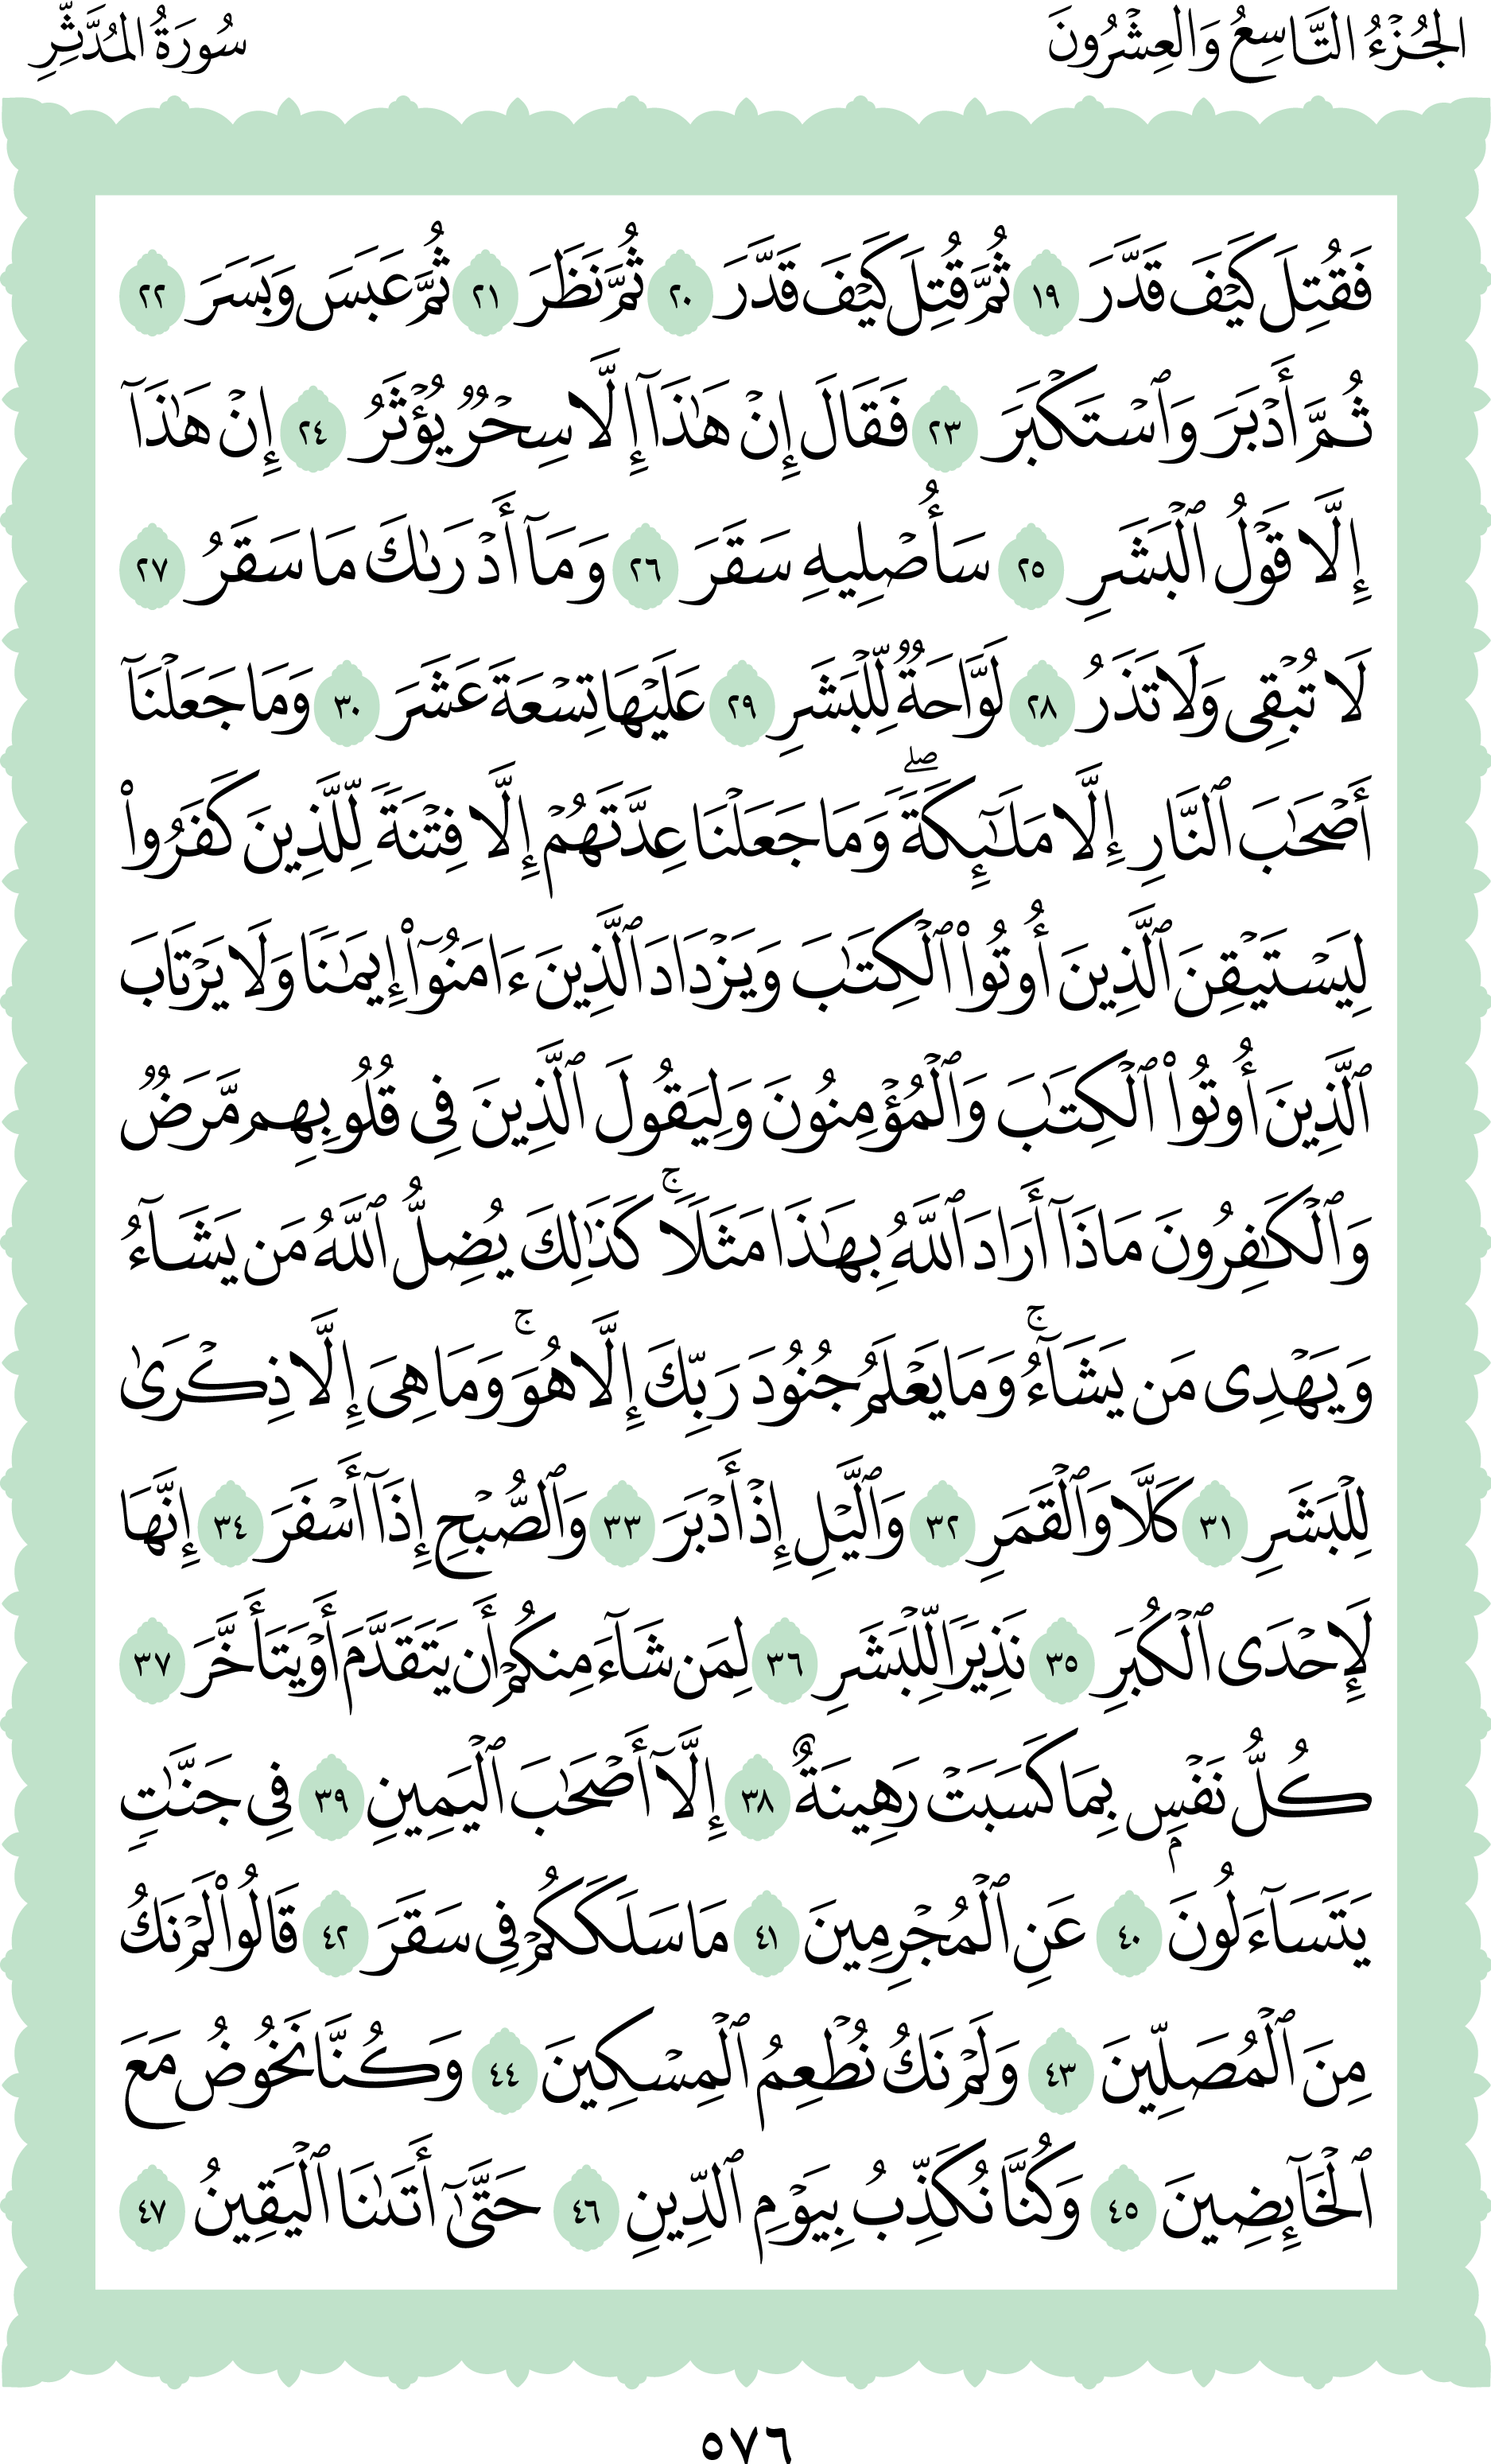 الجُزْءُ التَّاسِعُ وَالعِشْرُونَ
سُورَةُ المُدَّثِّرِ
فَقُتِلَ كَيْفَ قَدَّرَ ١٩ ثُمَّ قُتِلَ كَيْفَ قَدَّرَ ٢٠ ثُمَّ نَظَرَ ٢١ ثُمَّ عَبَسَ وَبَسَرَ ٢٢
ثُمَّ أَدْبَرَ وَٱسْتَكْبَرَ ٢٣ فَقَالَ إِنْ هَٰذَآ إِلَّا سِحْرٌ يُؤْثَرُ ٢٤ إِنْ هَٰذَآ
إِلَّا قَوْلُ ٱلْبَشَرِ ٢٥ سَأُصْلِيهِ سَقَرَ ٢٦ وَمَآ أَدْرَىٰكَ مَا سَقَرُ ٢٧
لَا تُبْقِى وَلَا تَذَرُ ٢٨ لَوَّاحَةٌ لِّلْبَشَرِ ٢٩ عَلَيْهَا تِسْعَةَ عَشَرَ ٣٠ وَمَا جَعَلْنَآ
أَصْحَٰبَ ٱلنَّارِ إِلَّا مَلَٰٓئِكَةً ۖ وَمَا جَعَلْنَا عِدَّتَهُمْ إِلَّا فِتْنَةً لِّلَّذِينَ كَفَرُوا۟
لِيَسْتَيْقِنَ ٱلَّذِينَ أُوتُوا۟ ٱلْكِتَٰبَ وَيَزْدَادَ ٱلَّذِينَ ءَامَنُوٓا۟ إِيمَٰنًا وَلَا يَرْتَابَ
ٱلَّذِينَ أُوتُوا۟ ٱلْكِتَٰبَ وَٱلْمُؤْمِنُونَ وَلِيَقُولَ ٱلَّذِينَ فِى قُلُوبِهِم مَّرَضٌ
وَٱلْكَٰفِرُونَ مَاذَآ أَرَادَ ٱللَّهُ بِهَٰذَا مَثَلًا ۚ كَذَٰلِكَ يُضِلُّ ٱللَّهُ مَن يَشَآءُ
وَيَهْدِى مَن يَشَآءُ ۚ وَمَا يَعْلَمُ جُنُودَ رَبِّكَ إِلَّا هُوَ ۚ وَمَا هِىَ إِلَّا ذِكْرَىٰ
لِلْبَشَرِ ٣١ كَلَّا وَٱلْقَمَرِ ٣٢ وَٱلَّيْلِ إِذْ أَدْبَرَ ٣٣ وَٱلصُّبْحِ إِذَآ أَسْفَرَ ٣٤ إِنَّهَا
لَإِحْدَى ٱلْكُبَرِ ٣٥ نَذِيرًا لِّلْبَشَرِ ٣٦ لِمَن شَآءَ مِنكُمْ أَن يَتَقَدَّمَ أَوْ يَتَأَخَّرَ ٣٧
كُلُّ نَفْسٍۭ بِمَا كَسَبَتْ رَهِينَةٌ ٣٨ إِلَّآ أَصْحَٰبَ ٱلْيَمِينِ ٣٩ فِى جَنَّٰتٍ
يَتَسَآءَلُونَ ٤٠ عَنِ ٱلْمُجْرِمِينَ ٤١ مَا سَلَكَكُمْ فِى سَقَرَ ٤٢ قَالُوا۟ لَمْ نَكُ
مِنَ ٱلْمُصَلِّينَ ٤٣ وَلَمْ نَكُ نُطْعِمُ ٱلْمِسْكِينَ ٤٤ وَكُنَّا نَخُوضُ مَعَ
ٱلْخَآئِضِينَ ٤٥ وَكُنَّا نُكَذِّبُ بِيَوْمِ ٱلدِّينِ ٤٦ حَتَّىٰٓ أَتَىٰنَا ٱلْيَقِينُ ٤٧
٥٧٦